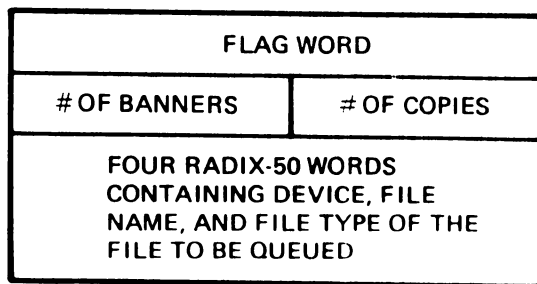 FLAG WORD
# OF BANNERS # OF COPIES
FOUR RADIX-50 WORDS
CONTAINING DEVICE, FILE
NAME, AND FILE TYPE OF THE
FILE TO BE QUEUED